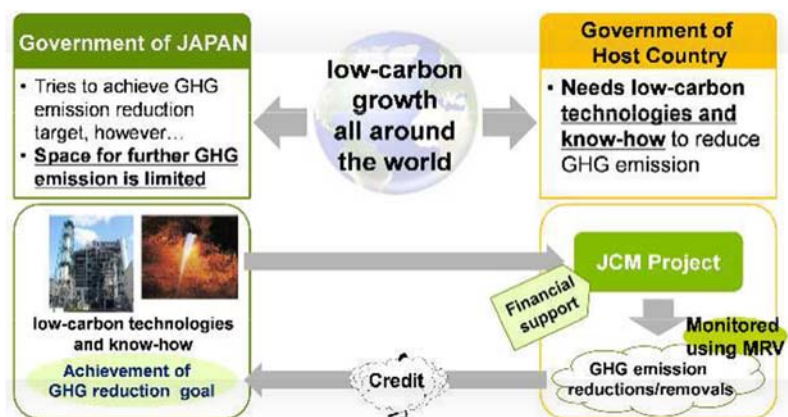 Government of JAPAN
• Tries to achieve GHG
emission reduction
target, however…
• Space for further GHG
emission is limited
low-carbon
growth
all around
the world
Government of
Host Country
• Needs low-carbon
technologies and
know-how to reduce
GHG emission
low-carbon technologies
and know-how
Achievement of
GHG reduction goal
JCM Project
Financial
support
Monitored
using MRV
GHG emission
reductions/removals
Credit